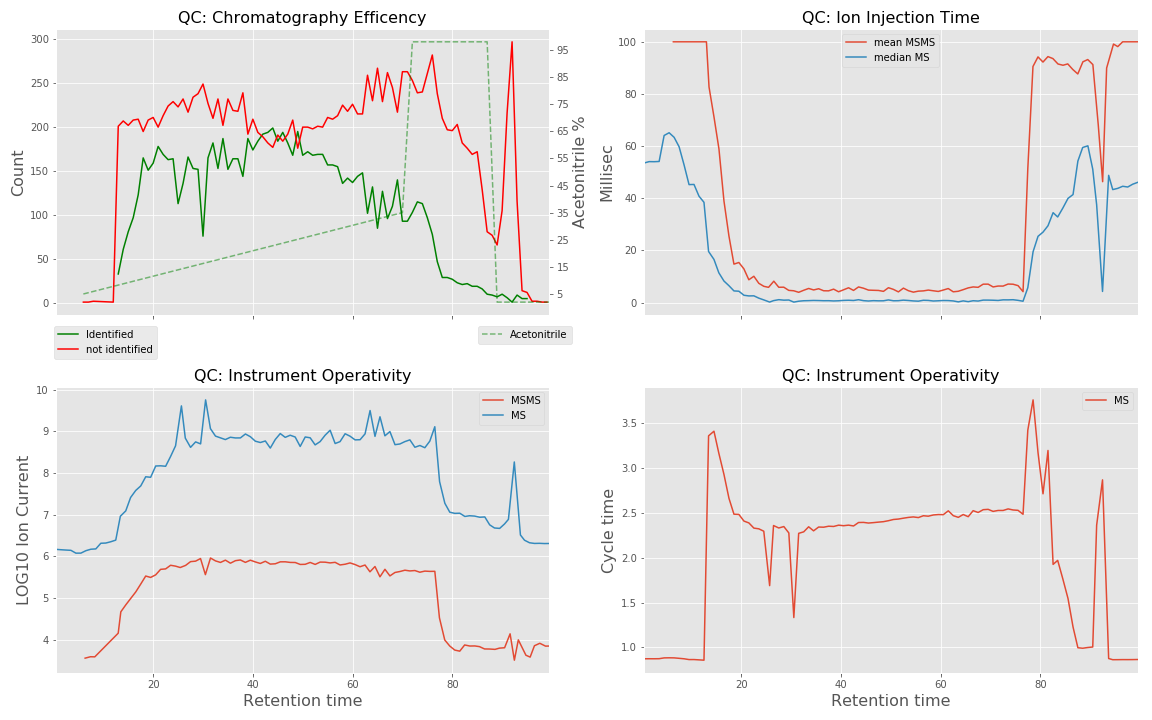 QC: Chromatography Efficency
300
250
200
150
100
50
0
Count
95
85
75
65
55
45
35
25
15
5
Acetonitrile %
Identified
not identified
Acetonitrile
QC: Ion Injection Time
100
80
60
40
20
0
Millisec
mean MSMS
median MS
QC: Instrument Operativity
10
9
8
7
6
5
4
LOG10 Ion Current
MSMS
MS
20
40
60
80
Retention time
QC: Instrument Operativity
3.5
3.0
2.5
2.0
1.5
1.0
Cycle time
MS
20
40
60
80
Retention time